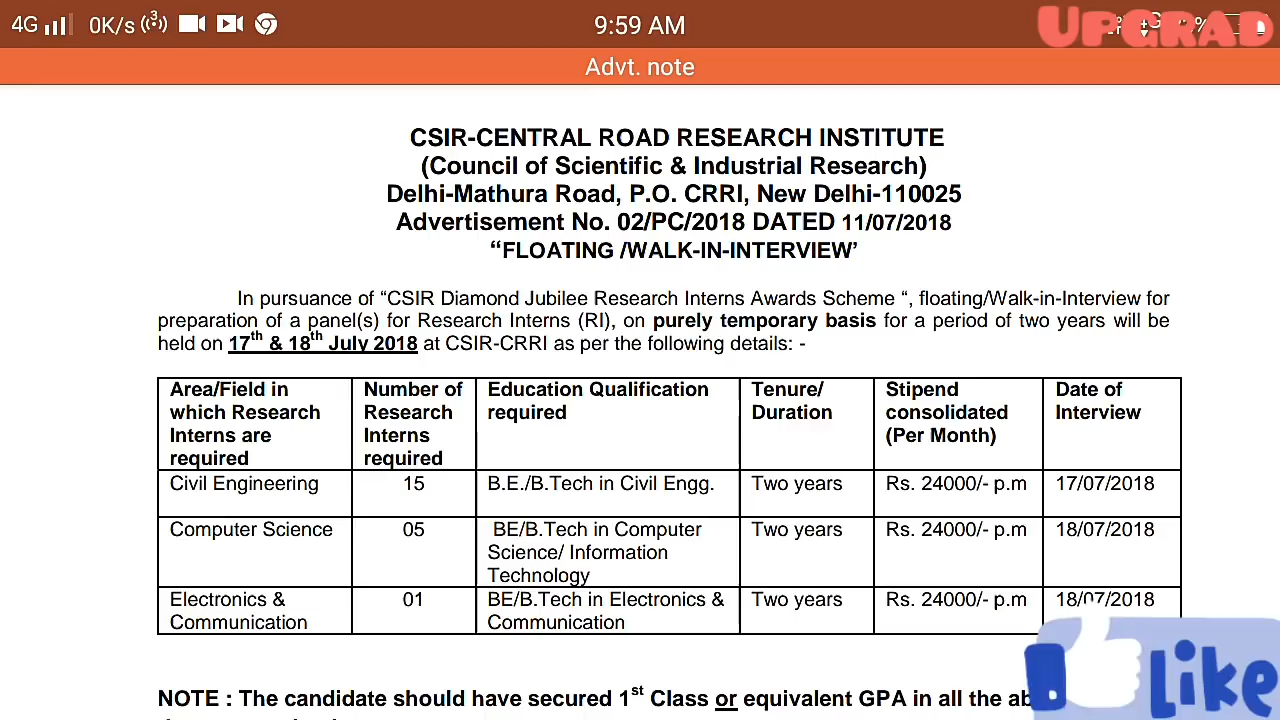 4G 0K/s 9:59 AM
UPGRAD
Advt. note
CSIR-CENTRAL ROAD RESEARCH INSTITUTE
(Council of Scientific & Industrial Research)
Delhi-Mathura Road, P.O. CRRI, New Delhi-110025
Advertisement No. 02/PC/2018 DATED 11/07/2018
“FLOATING /WALK-IN-INTERVIEW’
In pursuance of “CSIR Diamond Jubilee Research Interns Awards Scheme “, floating/Walk-in-Interview for
preparation of a panel(s) for Research Interns (RI), on purely temporary basis for a period of two years will be
held on 17th & 18th July 2018 at CSIR-CRRI as per the following details: -
Area/Field in Number of Education Qualification Tenure/ Stipend Date of
which Research Research required Duration consolidated Interview
Interns are Interns (Per Month)
required required
Civil Engineering 15 B.E./B.Tech in Civil Engg. Two years Rs. 24000/- p.m 17/07/2018
Computer Science 05 BE/B.Tech in Computer Two years Rs. 24000/- p.m 18/07/2018
Science/ Information
Technology
Electronics & 01 BE/B.Tech in Electronics & Two years Rs. 24000/- p.m 18/07/2018
Communication Communication
Like
NOTE : The candidate should have secured 1st Class or equivalent GPA in all the